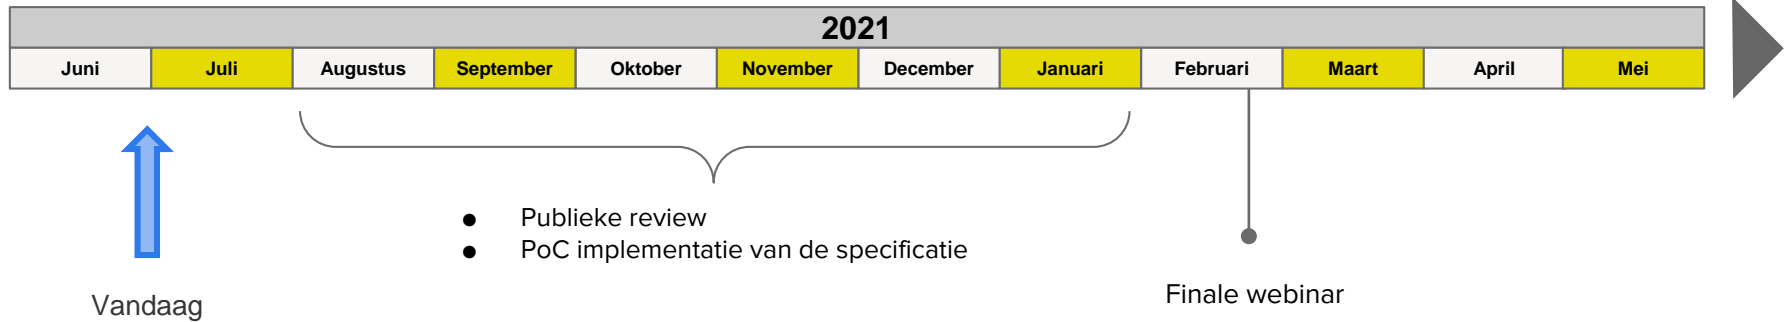 2021
Juni Juli Augustus September Oktober November December Januari Februari Maart April Mei
● Publieke review
● PoC implementatie van de specificatie
Finale webinar
Vandaag